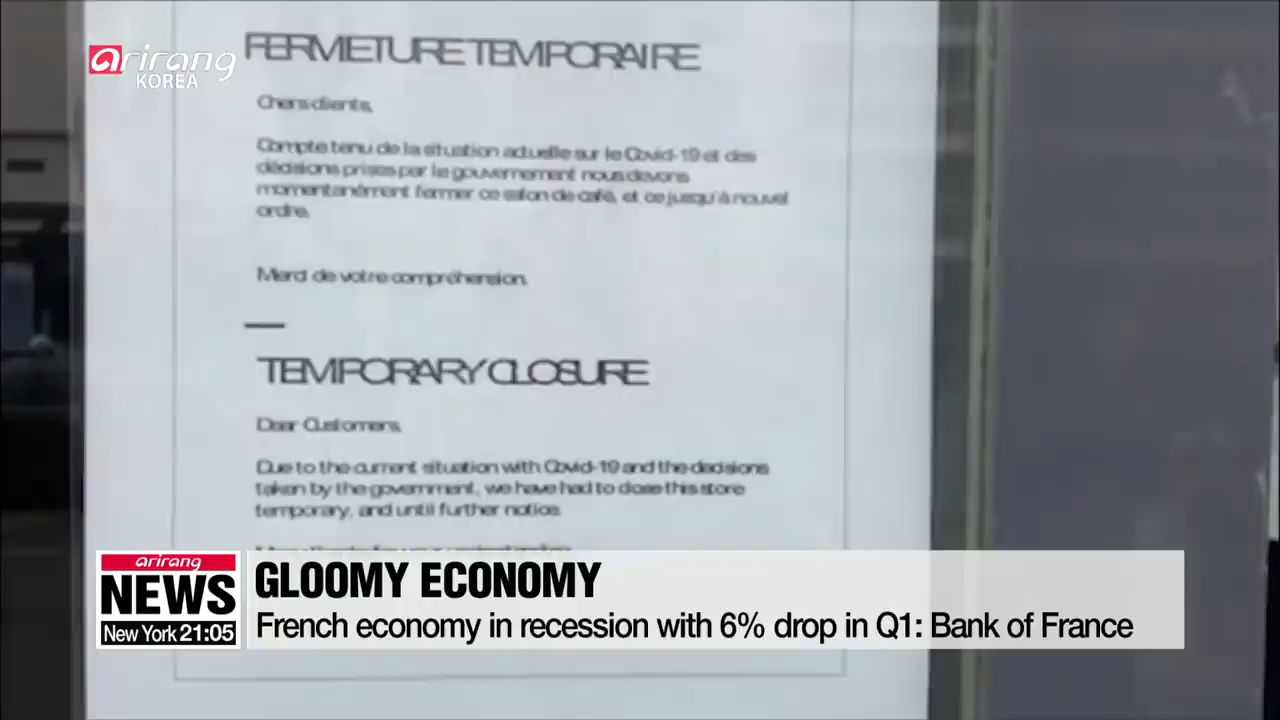 arirang
KOREA
FERMETURE TEMPORAIRE
Chers clients,
Compte tenu de la situation actuelle sur le Covid-19 et des
décisions prises par le gouvernement nous devons
momentanément fermer ce salon de café, et ce jusqu'à nouvel
ordre.
Merci de votre compréhension.
TEMPORARY CLOSURE
Dear Customers,
Due to the current situation with Covid-19 and the decisions
taken by the government, we have had to close this store
temporary, and until further notice.
arirang
NEWS
New York 21:05
GLOOMY ECONOMY
French economy in recession with 6% drop in Q1: Bank of France